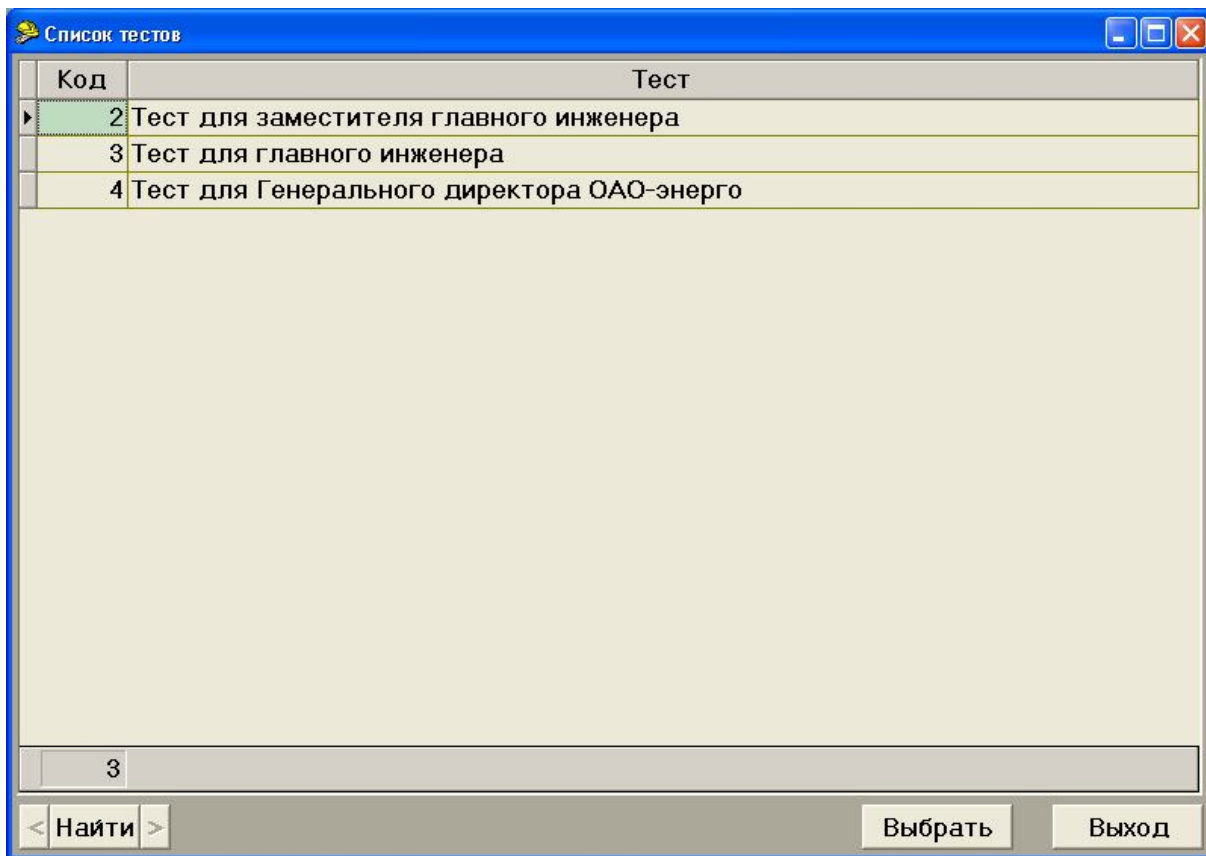 Список тестов
Код Тест
2 Тест для заместителя главного инженера
3 Тест для главного инженера
4 Тест для Генерального директора ОАО-энерго
3
< Найти > Выбрать Выход